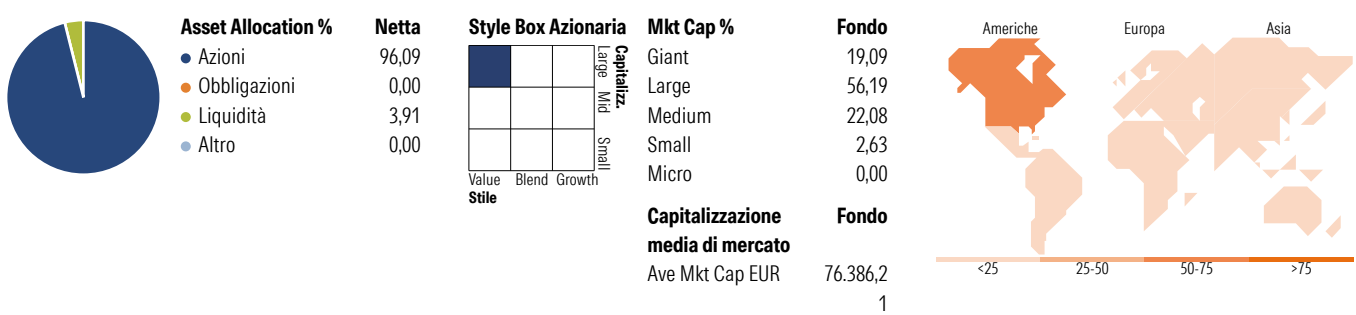 Asset Allocation % Netta
Azioni 96,09
Obbligazioni 0,00
Liquidità 3,91
Altro 0,00
Style Box Azionaria
Capitalizz.
Large Mid Small
Value Blend Growth
Stile
Mkt Cap % Fondo
Giant 19,09
Large 56,19
Medium 22,08
Small 2,63
Micro 0,00
Capitalizzazione Fondo
media di mercato
Ave Mkt Cap EUR 76.386,2
1
Americhe Europa Asia
<25 25-50 50-75 >75